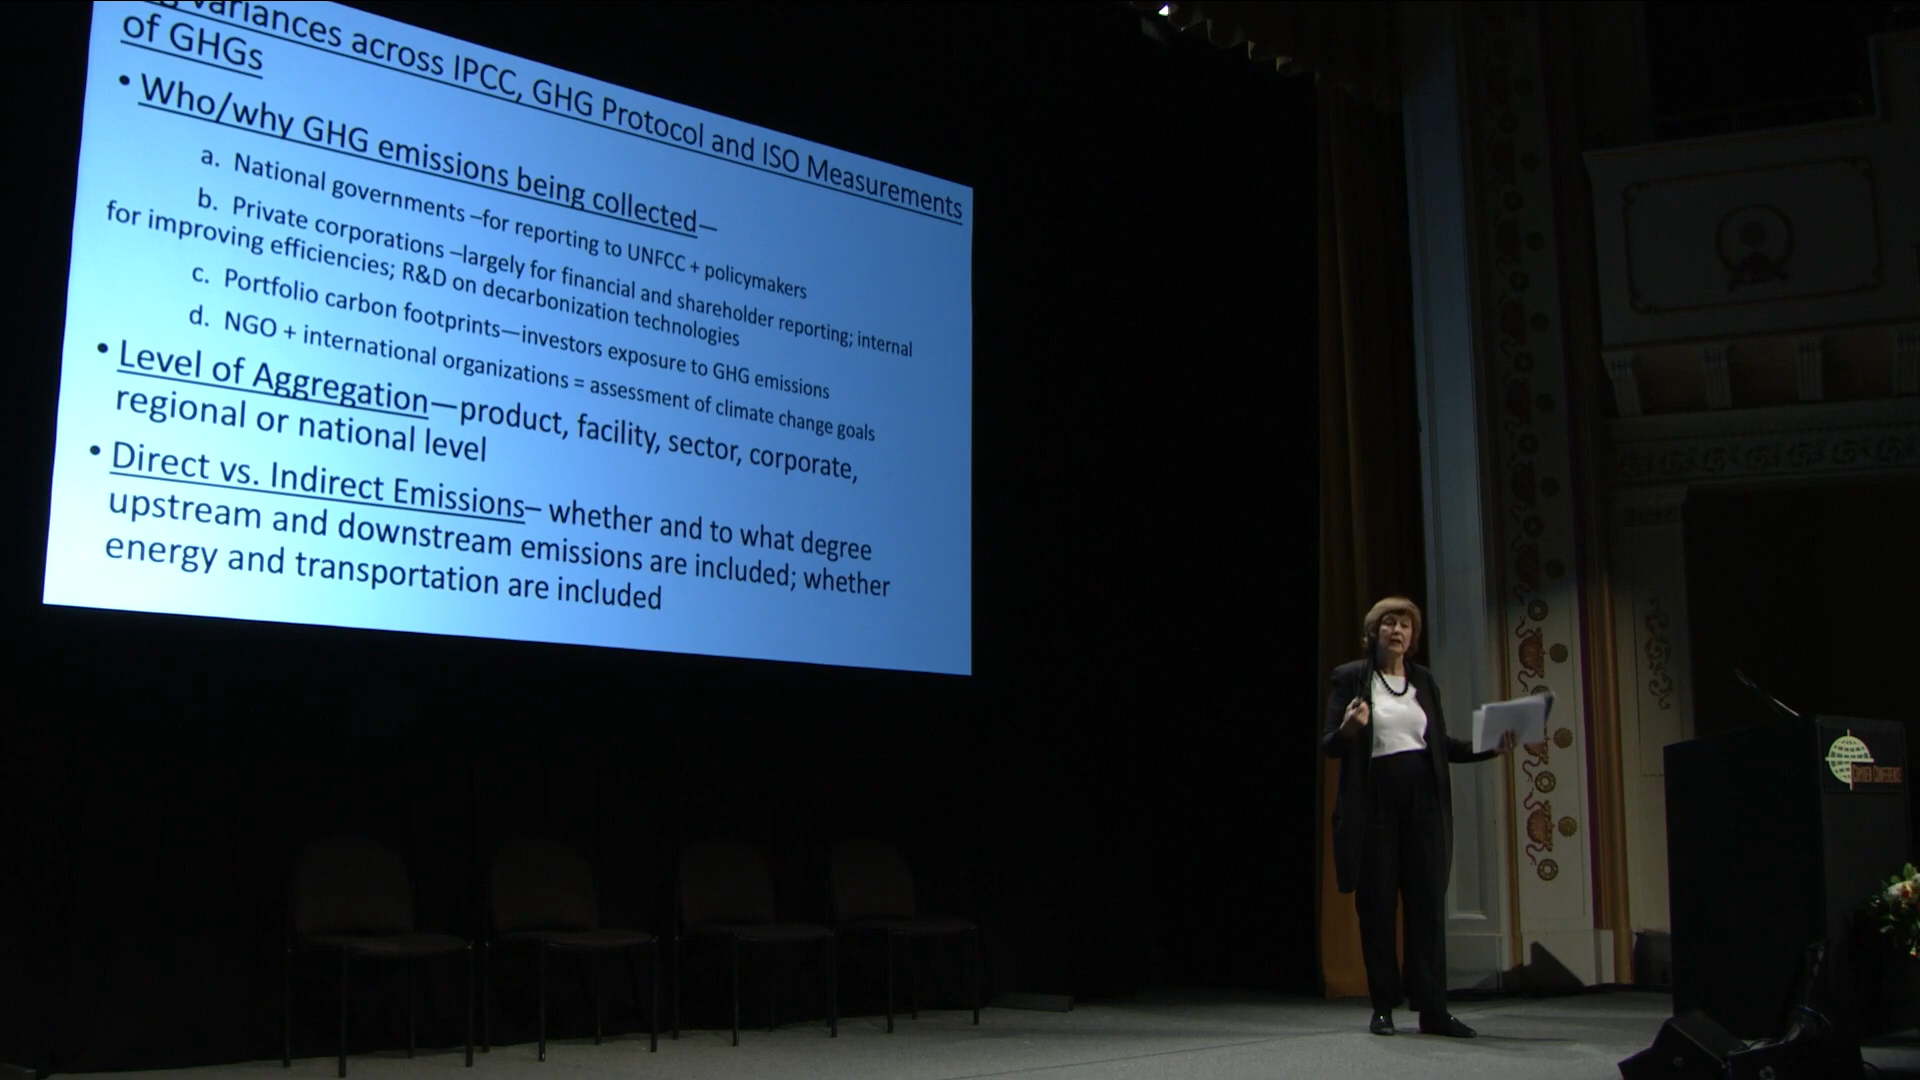 variances across IPCC, GHG Protocol and ISO Measurements
of GHGs
• Who/why GHG emissions being collected—
a. National governments –for reporting to UNFCC + policymakers
b. Private corporations –largely for financial and shareholder reporting; internal
for improving efficiencies; R&D on decarbonization technologies
c. Portfolio carbon footprints—investors exposure to GHG emissions
d. NGO + international organizations = assessment of climate change goals
• Level of Aggregation—product, facility, sector, corporate,
regional or national level
• Direct vs. Indirect Emissions– whether and to what degree
upstream and downstream emissions are included; whether
energy and transportation are included
CAMDEN CONFERENCE